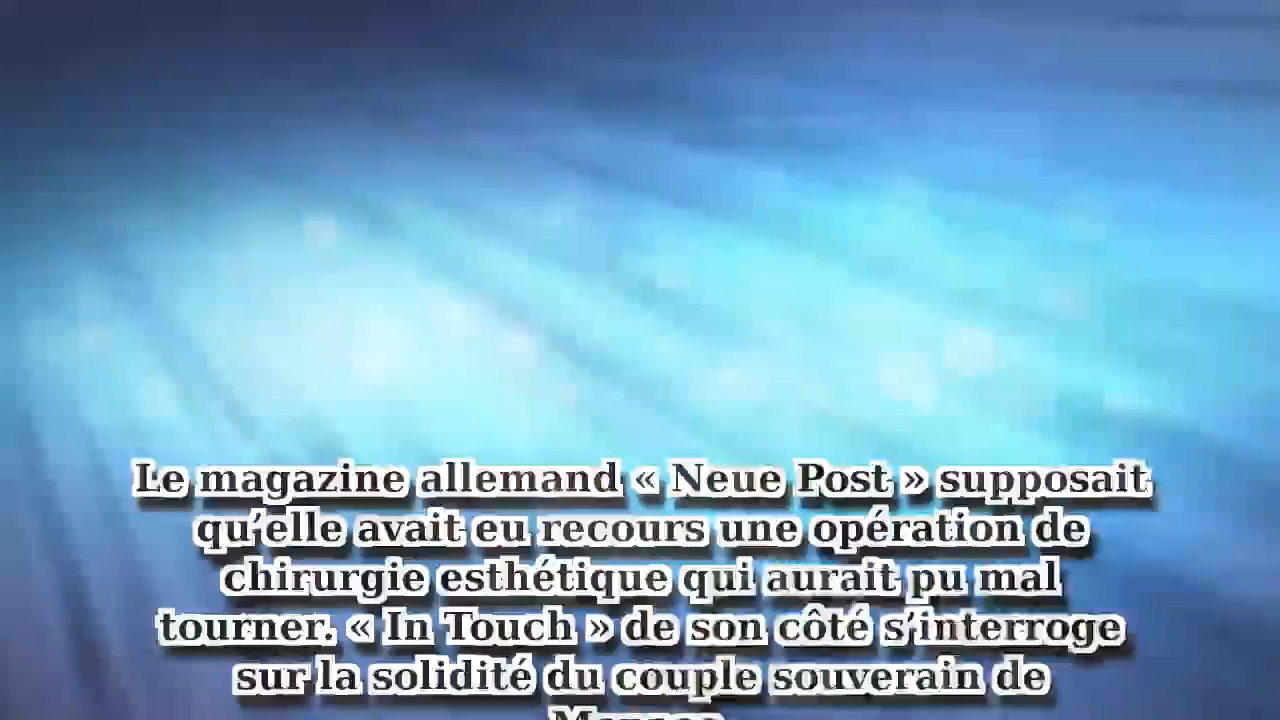 Le magazine allemand « Neue Post » supposait
qu’elle avait eu recours une opération de
chirurgie esthétique qui aurait pu mal
tourner. « In Touch » de son côté s’interroge
sur la solidité du couple souverain de